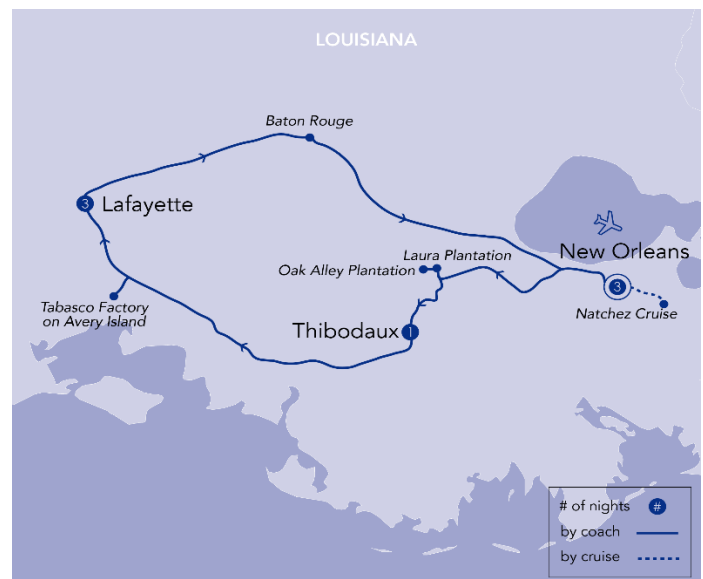 LOUISIANA
Baton Rouge
3
Lafayette
Laura Plantation
New Orleans
Oak Alley Plantation
3
Tabasco Factory
on Avery Island
Natchez Cruise
Thibodaux
1
# of nights #
by coach
by cruise